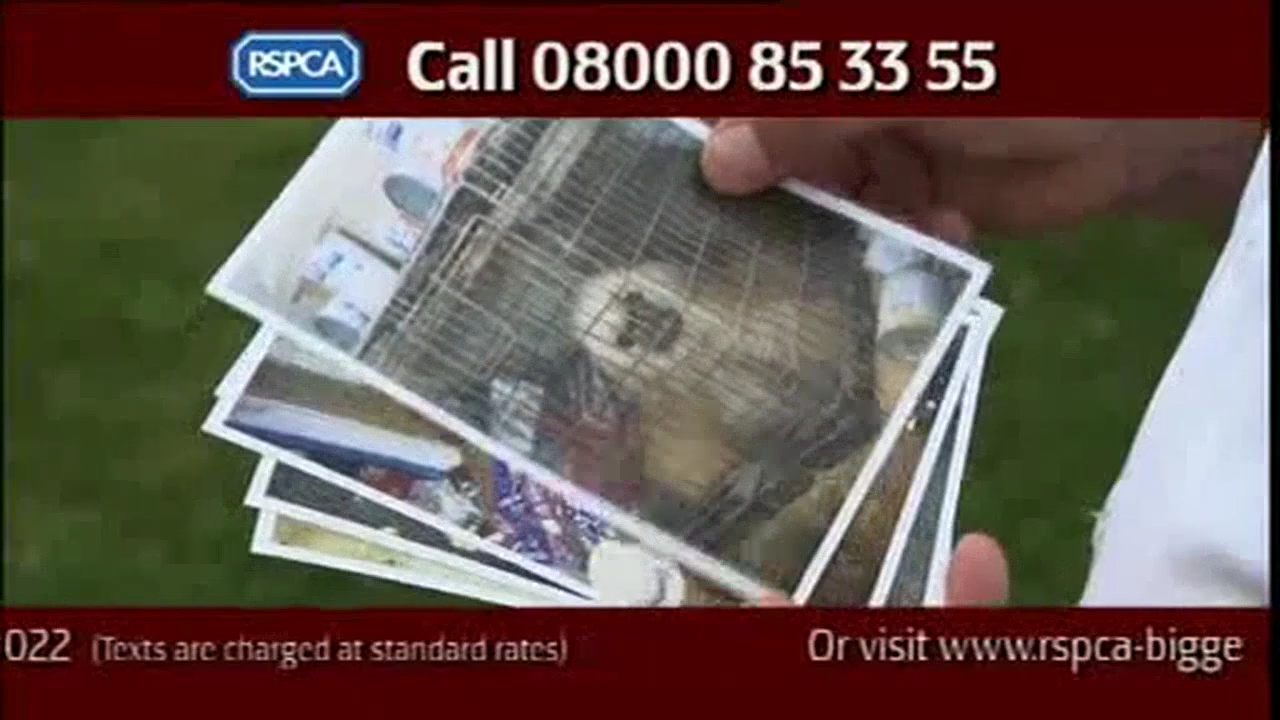 RSPCA
Call 08000 85 33 55
022 (Texts are charged at standard rates)
Or visit www.rspca-bigge